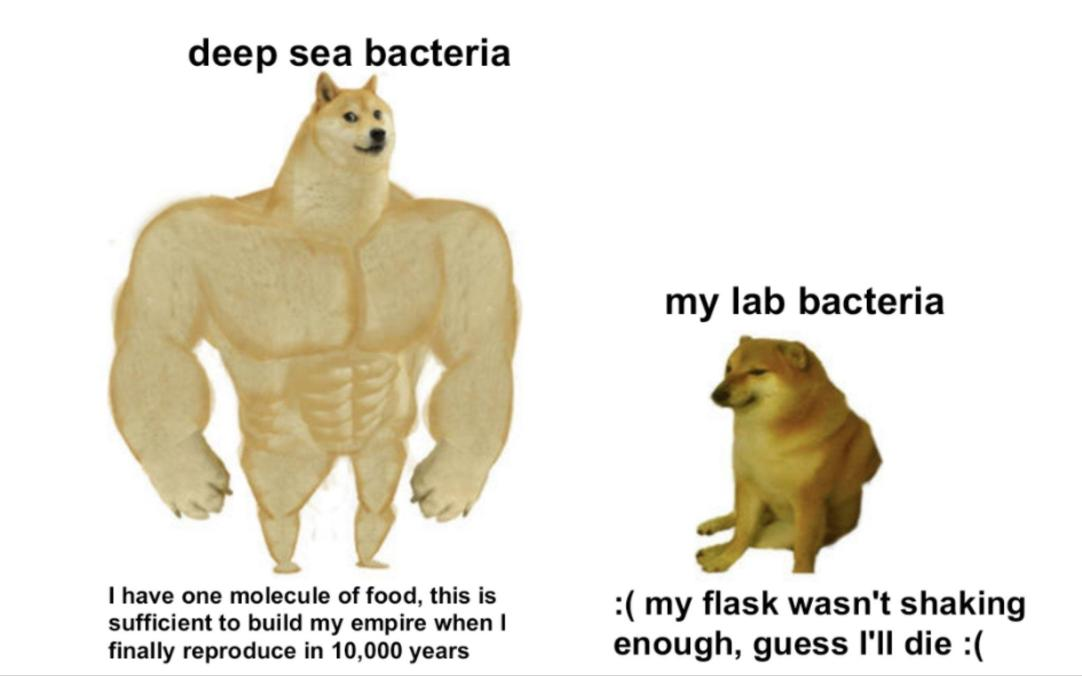 deep sea bacteria
my lab bacteria
I have one molecule of food, this is
sufficient to build my empire when I
finally reproduce in 10,000 years
:( my flask wasn't shaking
enough, guess I'll die :(